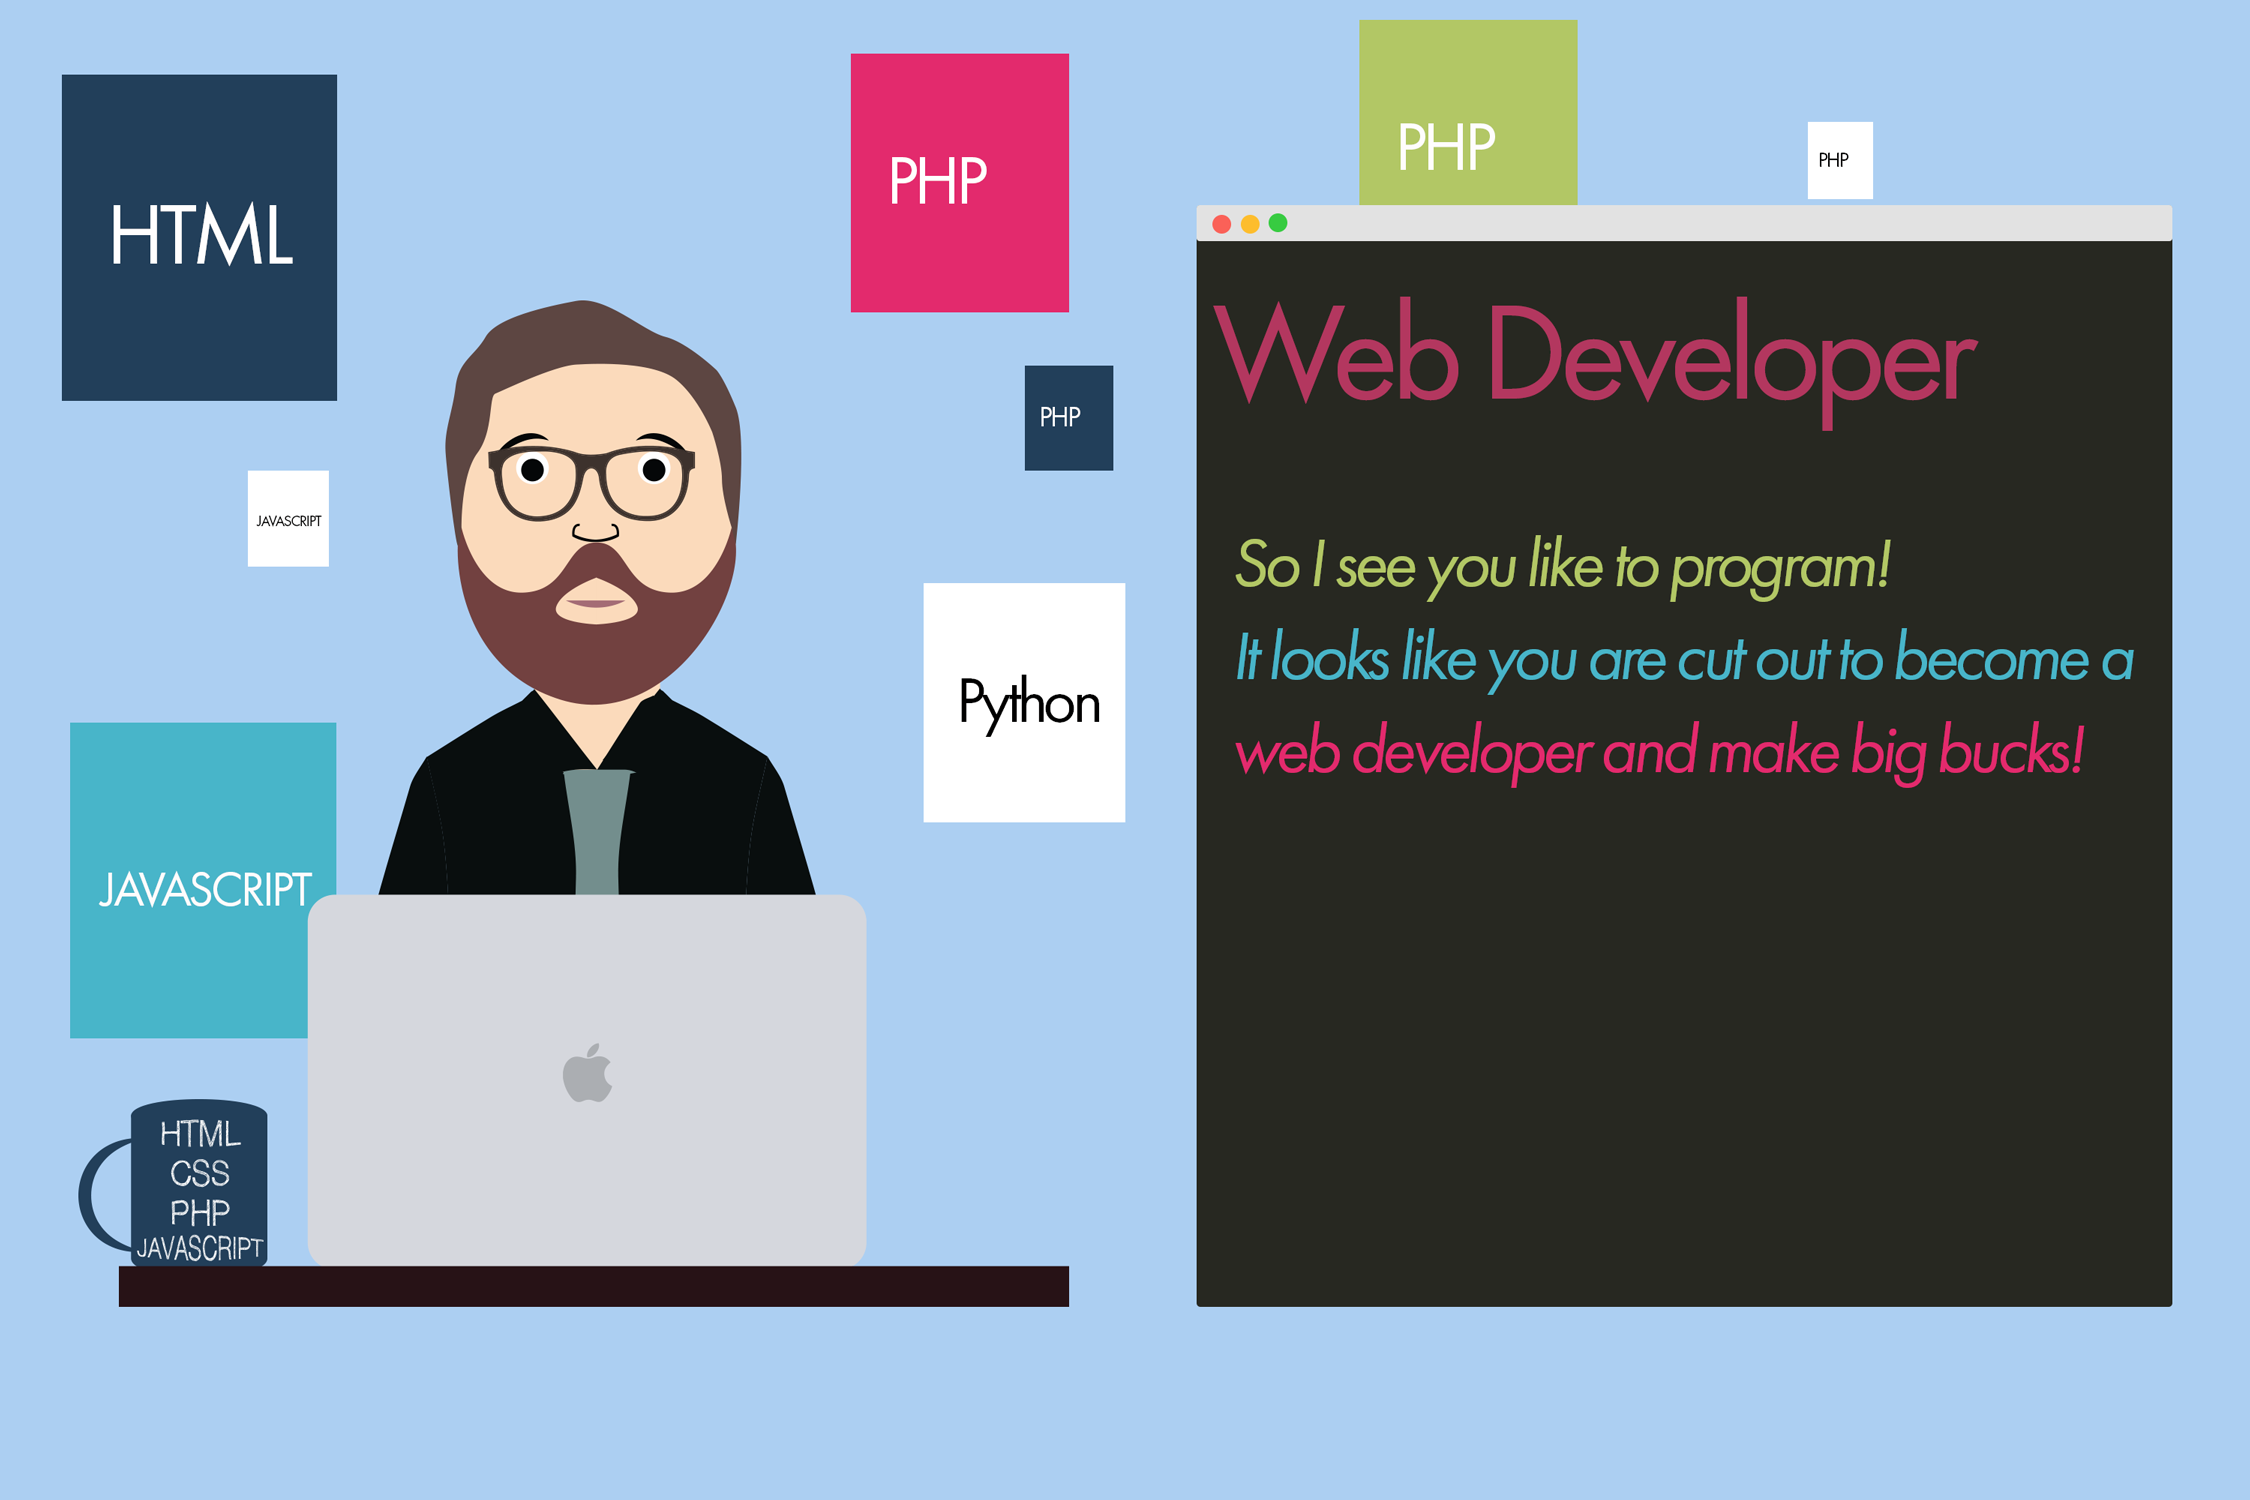 HTML
PHP
PHP
PHP
PHP
JAVASCRIPT
Python
JAVASCRIPT
HTML
CSS
PHP
JAVASCRIPT
Web Developer
So I see you like to program!
It looks like you are cut out to become a
web developer and make big bucks!